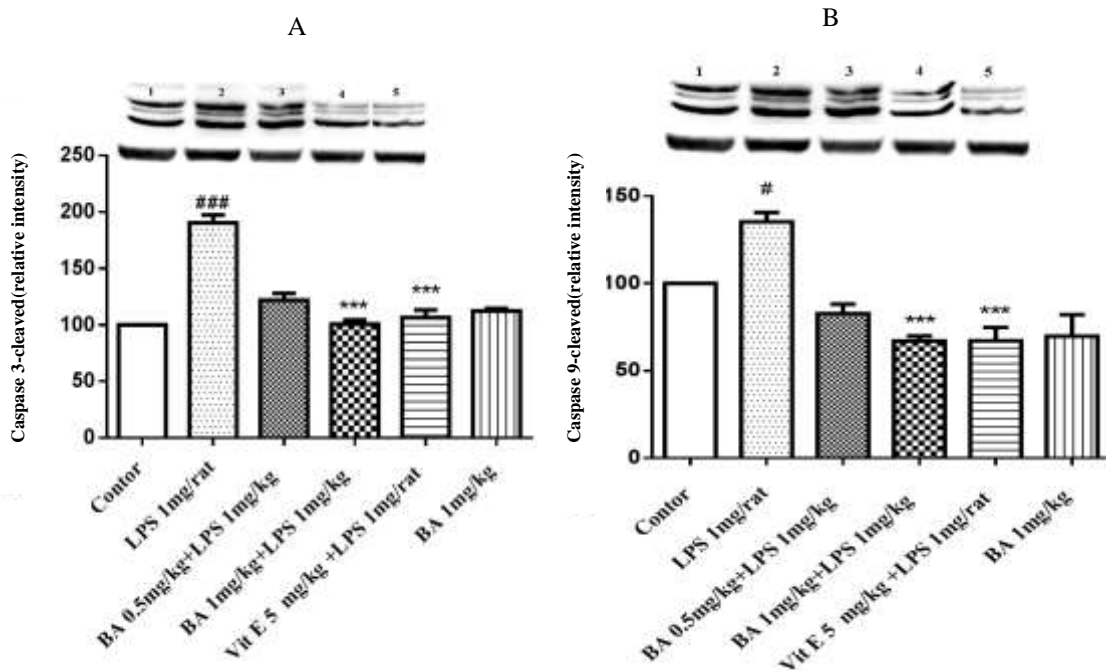 A
1 2 3 4 5
Caspase 3-cleaved(relative intensity)
250
200
150
100
50
0
###
***
***
Contor
LPS 1mg/rat
BA 0.5mg/kg+LPS 1mg/kg
BA 1mg/kg+LPS 1mg/kg
Vit E 5 mg/kg +LPS 1mg/rat
BA 1mg/kg
B
1 2 3 4 5
Caspase 9-cleaved(relative intensity)
150
100
50
0
#
***
***
Contor
LPS 1mg/rat
BA 0.5mg/kg+LPS 1mg/kg
BA 1mg/kg+LPS 1mg/kg
Vit E 5 mg/kg +LPS 1mg/rat
BA 1mg/kg